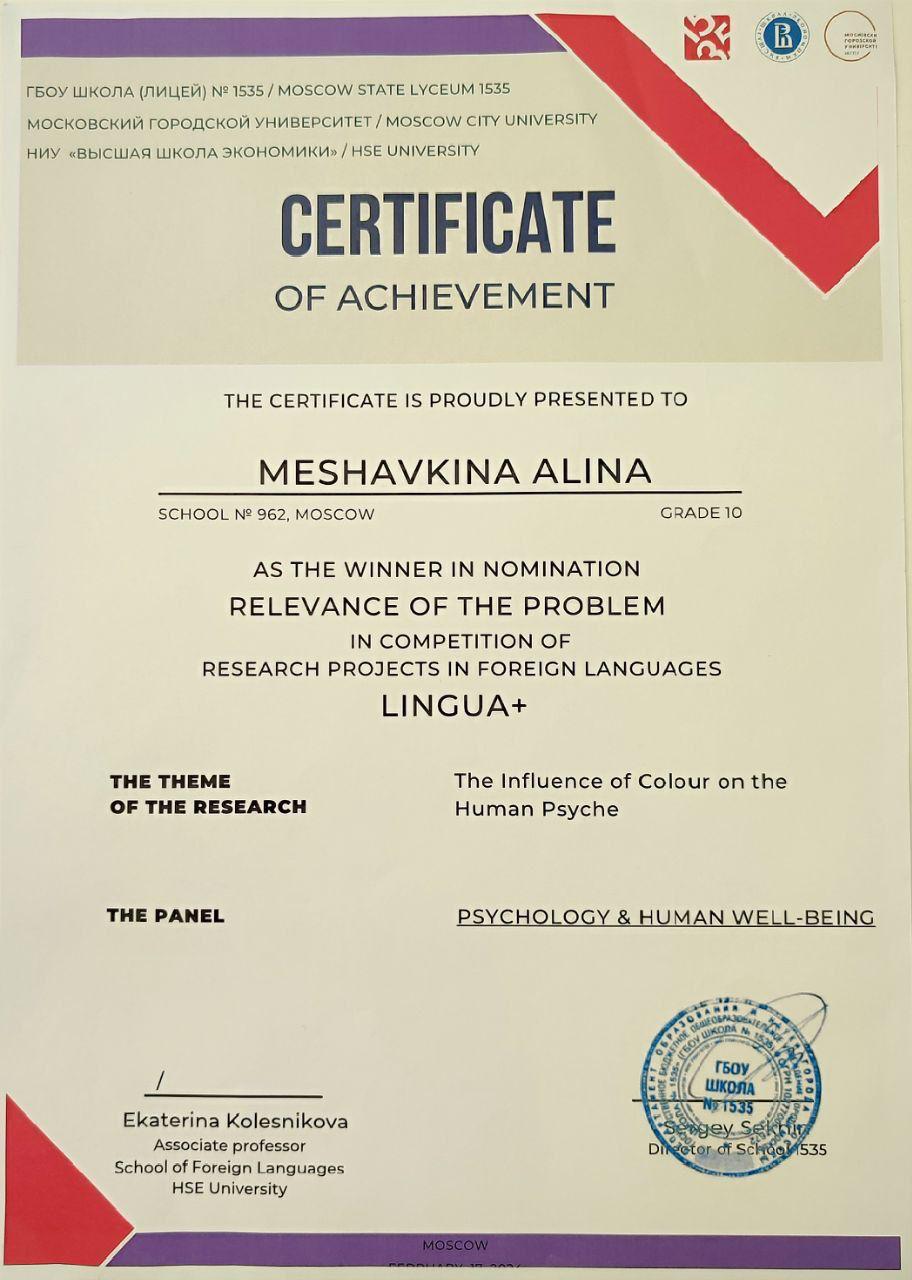 ГБОУ ШКОЛА (ЛИЦЕЙ) № 1535 / MOSCOW STATE LYCEUM 1535
МОСКОВСКИЙ ГОРОДСКОЙ УНИВЕРСИТЕТ / MOSCOW CITY UNIVERSITY
НИУ «ВЫСШАЯ ШКОЛА ЭКОНОМИКИ» / HSE UNIVERSITY
CERTIFICATE
OF ACHIEVEMENT
THE CERTIFICATE IS PROUDLY PRESENTED TO
MESHAVKINA ALINA
SCHOOL № 962, MOSCOW GRADE 10
AS THE WINNER IN NOMINATION
RELEVANCE OF THE PROBLEM
IN COMPETITION OF
RESEARCH PROJECTS IN FOREIGN LANGUAGES
LINGUA+
THE THEME
OF THE RESEARCH
The Influence of Colour on the
Human Psyche
THE PANEL
PSYCHOLOGY & HUMAN WELL-BEING
Ekaterina Kolesnikova
Associate professor
School of Foreign Languages
HSE University
ГБОУ
ШКОЛА
№1535
Sergey
Director of School 1535
MOSCOW